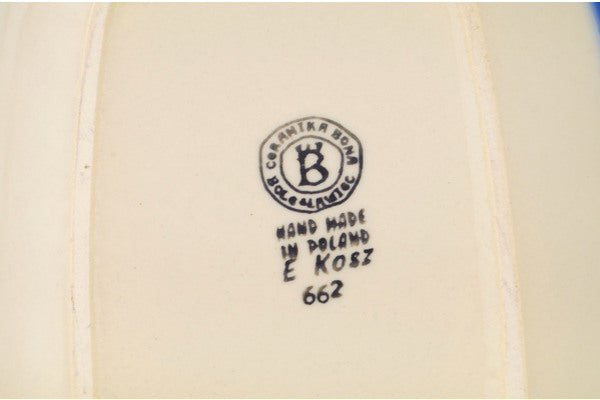 CERAMIKA BONA
B
BOLESŁAWIEC
HAND MADE
IN POLAND
E KOSZ
662